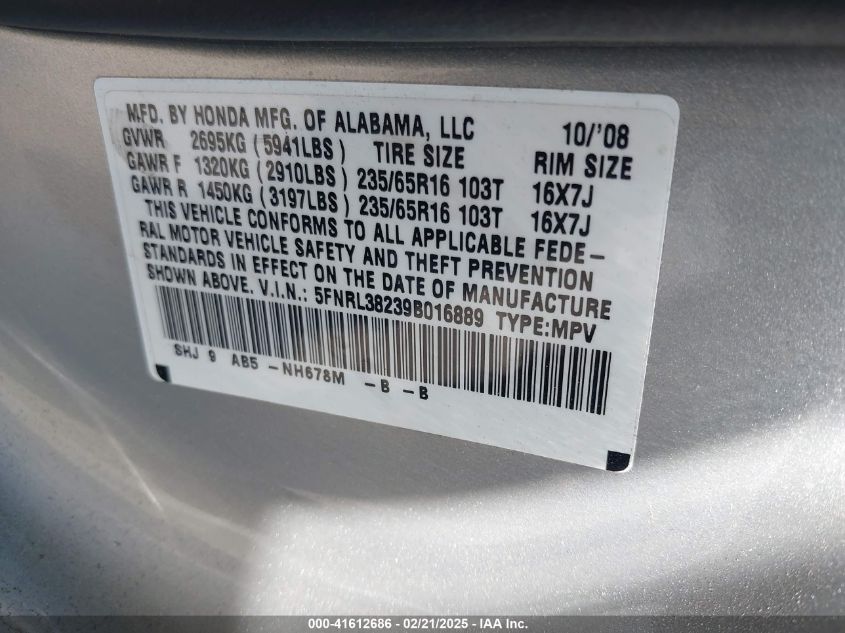 MFD. BY HONDA MFG. OF ALABAMA, LLC 10/'08
GVWR 2695KG (5941LBS) TIRE SIZE RIM SIZE
GAWR F 1320KG (2910LBS) 235/65R16 103T 16X7J
GAWR R 1450KG (3197LBS) 235/65R16 103T 16X7J
THIS VEHICLE CONFORMS TO ALL APPLICABLE FEDE-
RAL MOTOR VEHICLE SAFETY AND THEFT PREVENTION
STANDARDS IN EFFECT ON THE DATE OF MANUFACTURE
SHOWN ABOVE. V.I.N.: 5FNRL38239B016889 TYPE:MPV
SHJ 9 AB5 -NH678M -B -B
000-41612686 - 02/21/2025 - IAA Inc.